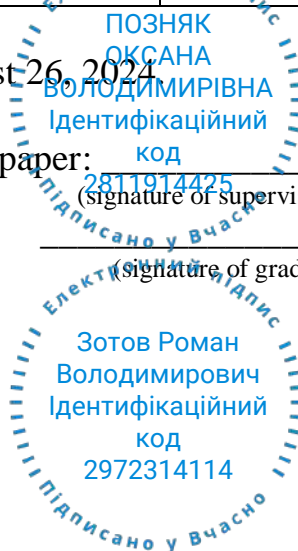 Електронний підпис
ПОЗНЯК
ОКСАНА
st 26, 2024.
ВОЛОДИМИРІВНА
Ідентифікаційний
код
paper:
2811914425
(signature of supervi
Підписано у Вчасно
(signature of grad
Електронний підпис
Зотов Роман
Володимирович
Ідентифікаційний
код
2972314114
Підписано у Вчасно